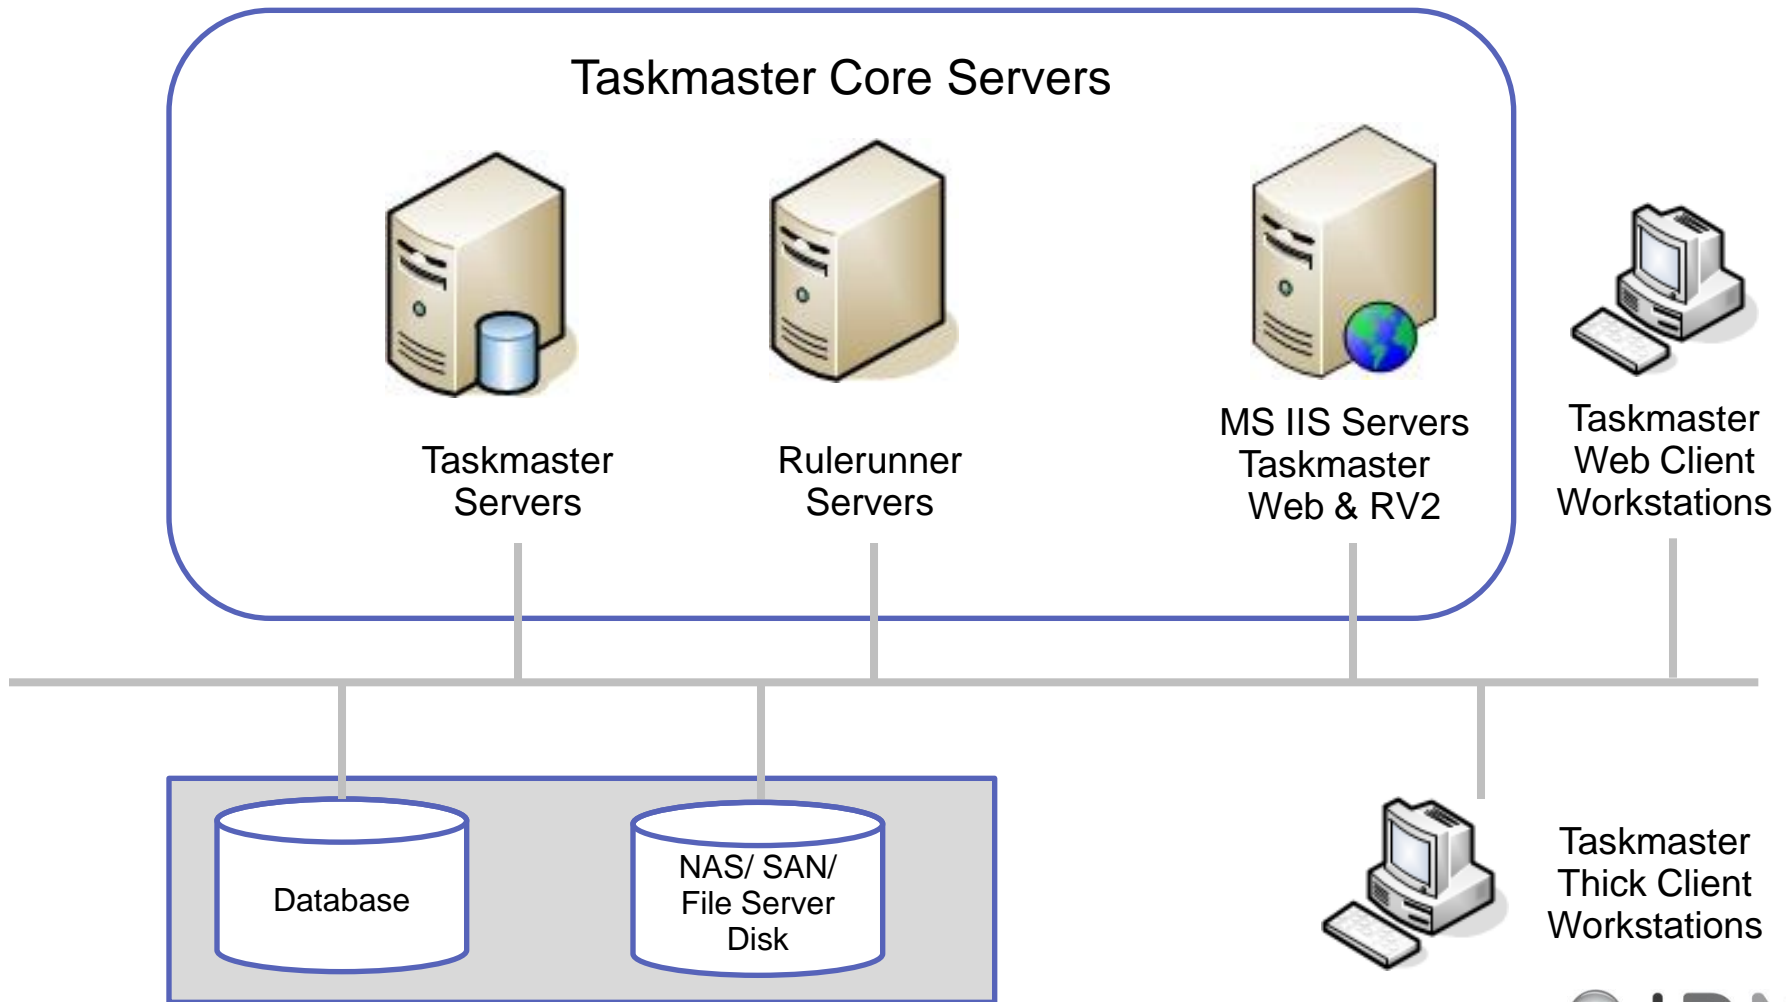 Taskmaster Core Servers
Taskmaster
Servers
Rulerunner
Servers
MS IIS Servers
Taskmaster
Web & RV2
Taskmaster
Web Client
Workstations
Database
NAS/ SAN/
File Server
Disk
Taskmaster
Thick Client
Workstations